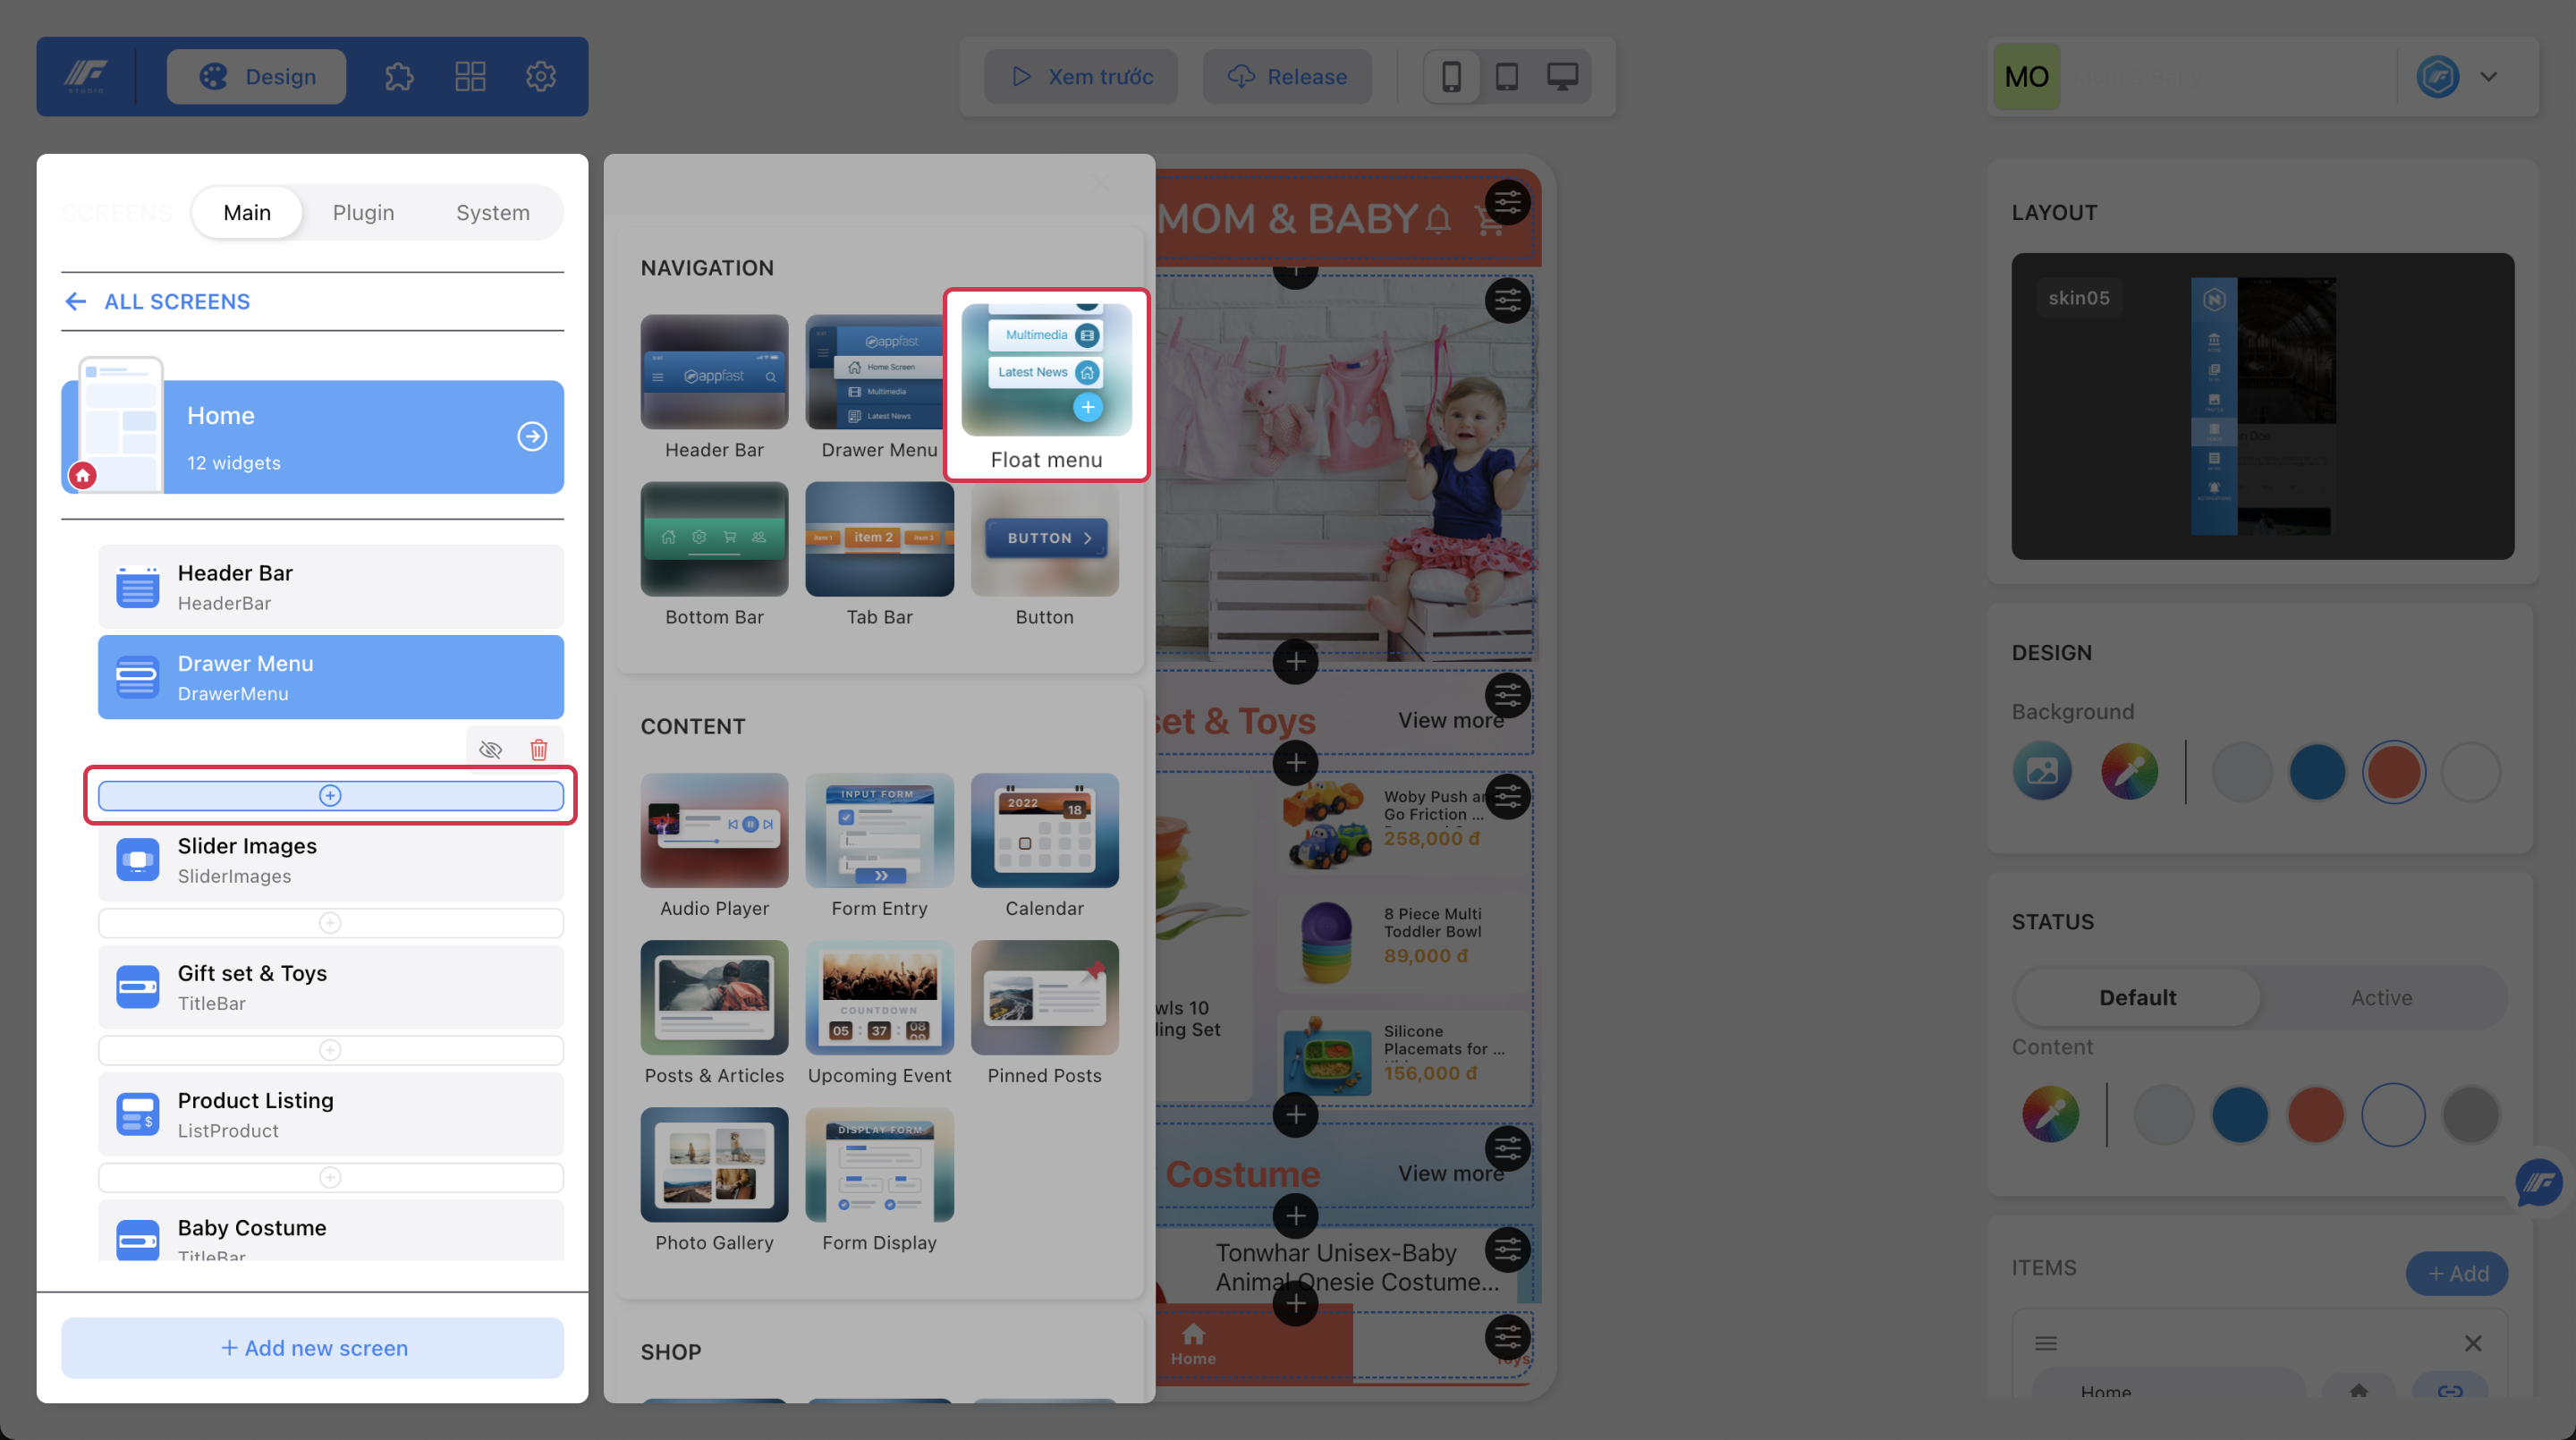 STUDIO
Design
Xem trước
Release
MO
SCREENS
Main
Plugin
System
ALL SCREENS
Home
12 widgets
Header Bar
HeaderBar
Drawer Menu
DrawerMenu
Slider Images
SliderImages
Gift set & Toys
TitleBar
Product Listing
ListProduct
Baby Costume
TitleBar
+ Add new screen
NAVIGATION
appfast
Header Bar
appfast
Home Screen
Multimedia
Latest News
Drawer Menu
Multimedia
Latest News
Float menu
Bottom Bar
item 1
item 2
item 3
Tab Bar
BUTTON
Button
CONTENT
Audio Player
INPUT FORM
Form Entry
2022
18
Calendar
Posts & Articles
COUNTDOWN
05 : 37 :
Upcoming Event
Pinned Posts
Photo Gallery
DISPLAY FORM
Form Display
SHOP
MOM & BABY
set & Toys
View more
Woby Push an
Go Friction ...
258,000 đ
8 Piece Multi
Toddler Bowl
89,000 đ
wls 10
ling Set
Silicone
Placemats for ...
156,000 đ
Costume
View more
Tonwhar Unisex-Baby
Animal Onesie Costume...
Home
Toys
LAYOUT
skin05
DESIGN
Background
STATUS
Default
Active
Content
ITEMS
+ Add
Home